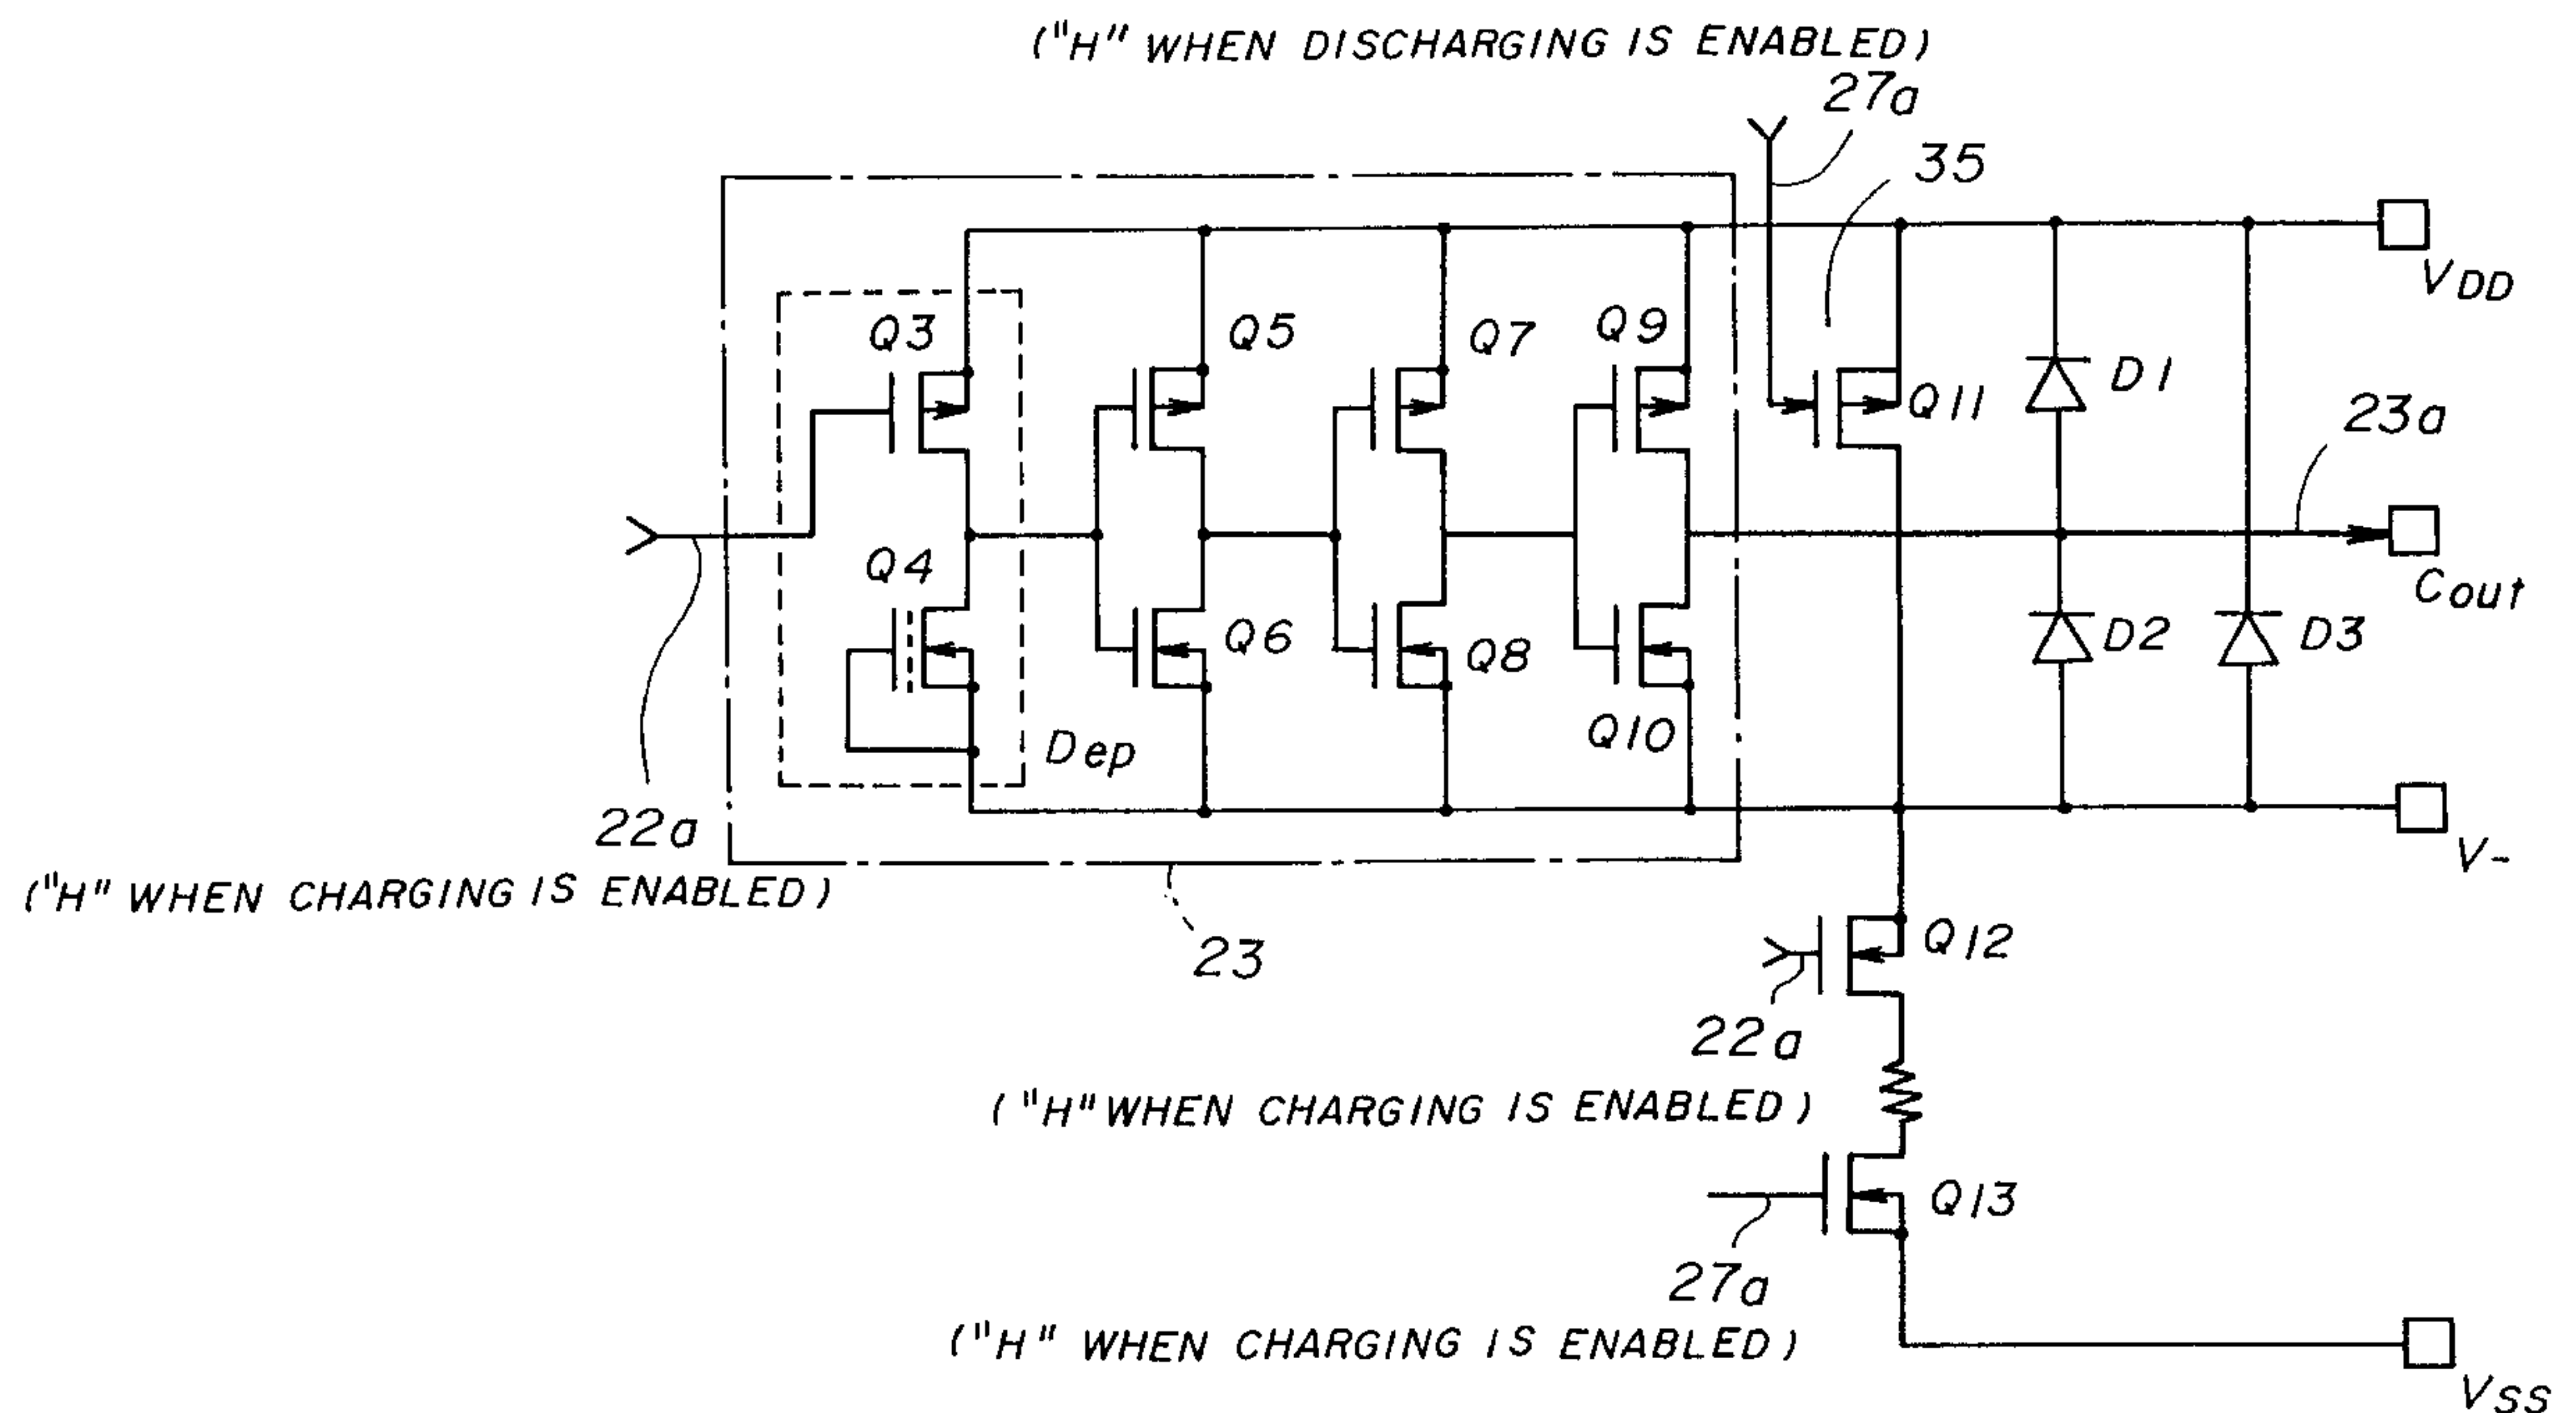 ("H" WHEN DISCHARGING IS ENABLED)
27a
35
VDD
Q3
Q5
Q7
Q9
Q11
D1
23a
Q4
Q6
Q8
Q10
Cout
D2
D3
Dep
22a
("H" WHEN CHARGING IS ENABLED)
V-
23
Q12
22a
("H" WHEN CHARGING IS ENABLED)
Q13
27a
("H" WHEN CHARGING IS ENABLED)
VSS